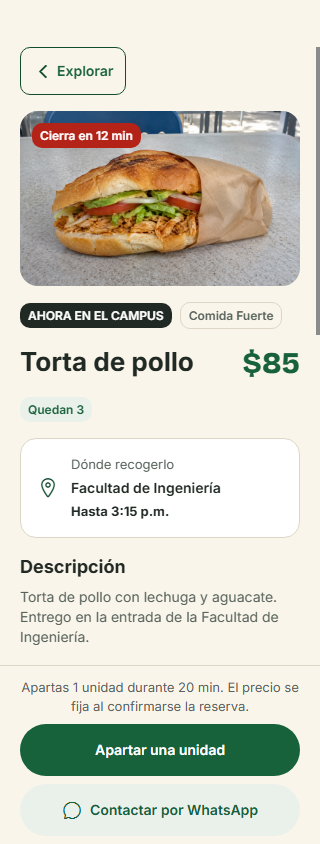 Explorar
Cierra en 12 min
AHORA EN EL CAMPUS
Comida Fuerte
Torta de pollo
$85
Quedan 3
Dónde recogerlo
Facultad de Ingeniería
Hasta 3:15 p.m.
Descripción
Torta de pollo con lechuga y aguacate.
Entrego en la entrada de la Facultad de
Ingeniería.
Apartas 1 unidad durante 20 min. El precio se
fija al confirmarse la reserva.
Apartar una unidad
Contactar por WhatsApp